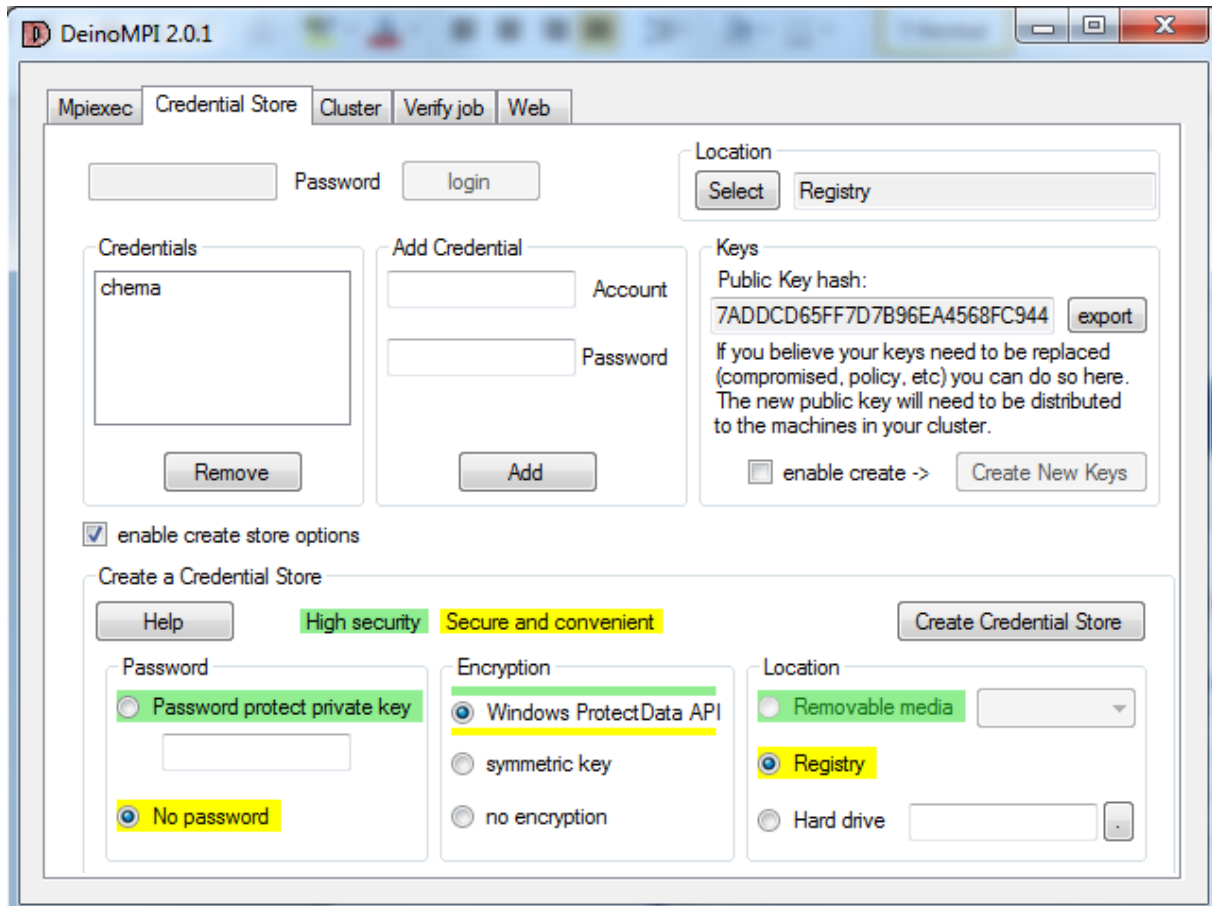 DeinoMPI 2.0.1
Mpiexec Credential Store Cluster Verify job Web
Password login
Location
Select Registry
Credentials
chema
Remove
Add Credential
Account
Password
Add
Keys
Public Key hash:
7ADDCD65FF7D7B96EA4568FC944 export
If you believe your keys need to be replaced
(compromised, policy, etc) you can do so here.
The new public key will need to be distributed
to the machines in your cluster.
enable create -> Create New Keys
enable create store options
Create a Credential Store
Help High security Secure and convenient Create Credential Store
Password
Password protect private key
No password
Encryption
Windows ProtectData API
symmetric key
no encryption
Location
Removable media
Registry
Hard drive .